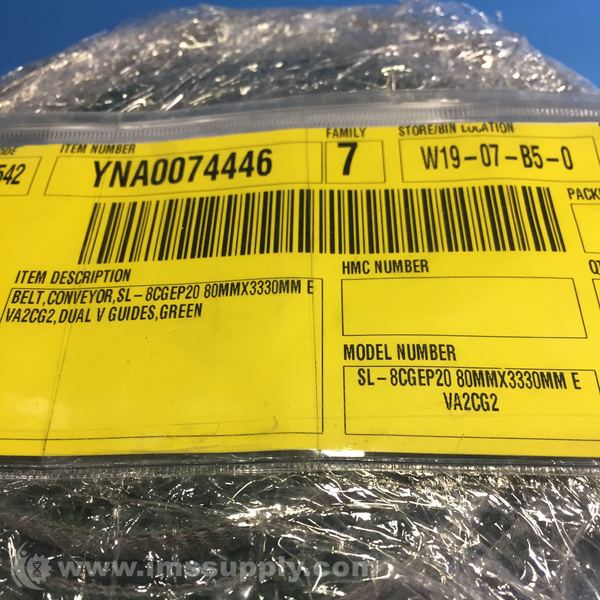 ITEM NUMBER
YNA0074446
FAMILY
7
STORE/BIN LOCATION
W19-07-B5-0
542
ITEM DESCRIPTION
BELT,CONVEYOR,SL-8CGEP20 80MMX3330MM E
VA2CG2,DUAL V GUIDES,GREEN
HMC NUMBER
MODEL NUMBER
SL-8CGEP20 80MMX3330MM E
VA2CG2
© www.imssupply.com